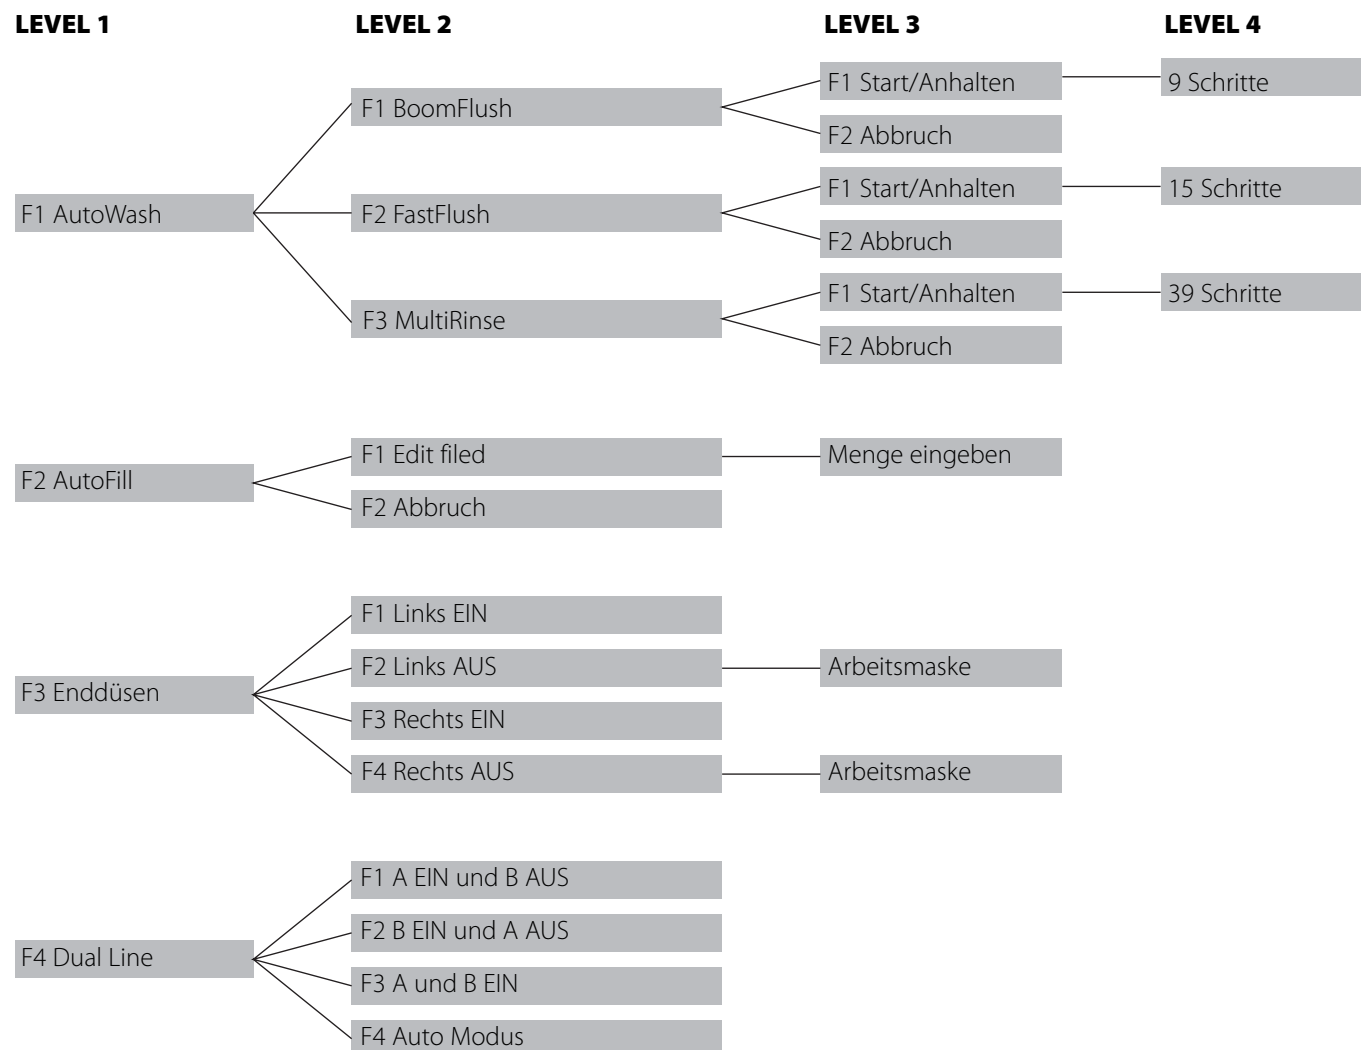 LEVEL 1 LEVEL 2 LEVEL 3 LEVEL 4
F1 AutoWash
F1 BoomFlush
F1 Start/Anhalten
9 Schritte
F2 Abbruch
F2 FastFlush
F1 Start/Anhalten
15 Schritte
F2 Abbruch
F3 MultiRinse
F1 Start/Anhalten
39 Schritte
F2 Abbruch
F2 AutoFill
F1 Edit filed
Menge eingeben
F2 Abbruch
F3 Enddüsen
F1 Links EIN
F2 Links AUS
Arbeitsmaske
F3 Rechts EIN
F4 Rechts AUS
Arbeitsmaske
F4 Dual Line
F1 A EIN und B AUS
F2 B EIN und A AUS
F3 A und B EIN
F4 Auto Modus